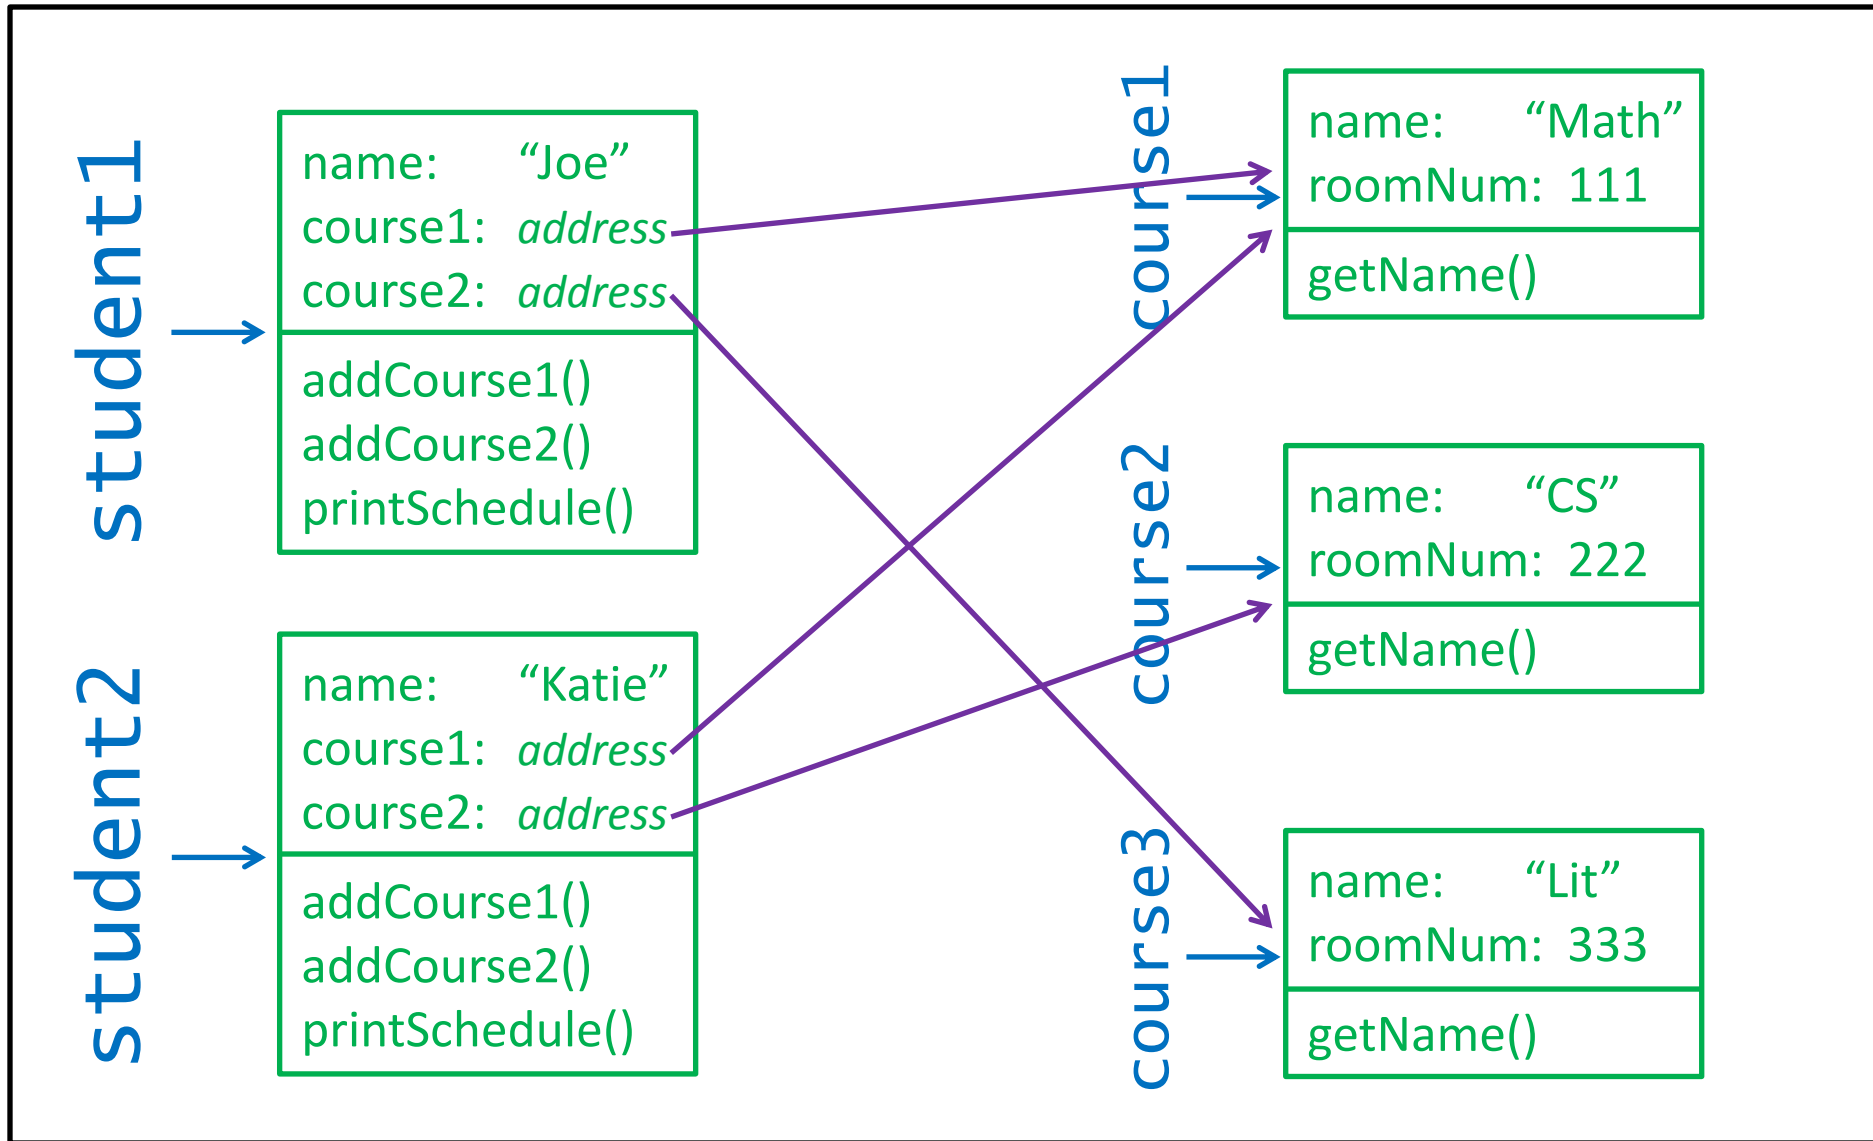 student1
name: “Joe”
course1: address
course2: address
addCourse1()
addCourse2()
printSchedule()
student2
name: “Katie”
course1: address
course2: address
addCourse1()
addCourse2()
printSchedule()
course1
name: “Math”
roomNum: 111
getName()
course2
name: “CS”
roomNum: 222
getName()
course3
name: “Lit”
roomNum: 333
getName()